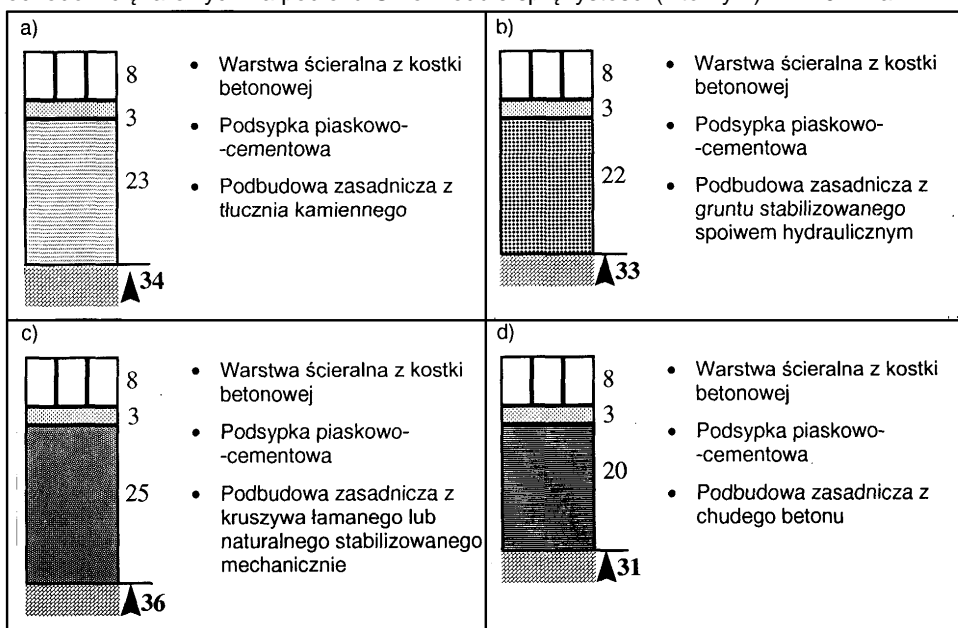 a)
8
3
23
34
• Warstwa ścieralna z kostki
betonowej
• Podsypka piaskowo-
-cementowa
• Podbudowa zasadnicza z
tłucznia kamiennego
b)
8
3
22
33
• Warstwa ścieralna z kostki
betonowej
• Podsypka piaskowo-
-cementowa
• Podbudowa zasadnicza z
gruntu stabilizowanego
spoiwem hydraulicznym
c)
8
3
25
36
• Warstwa ścieralna z kostki
betonowej
• Podsypka piaskowo-
-cementowa
• Podbudowa zasadnicza z
kruszywa łamanego lub
naturalnego stabilizowanego
mechanicznie
d)
8
3
20
31
• Warstwa ścieralna z kostki
betonowej
• Podsypka piaskowo-
-cementowa
• Podbudowa zasadnicza z
chudego betonu